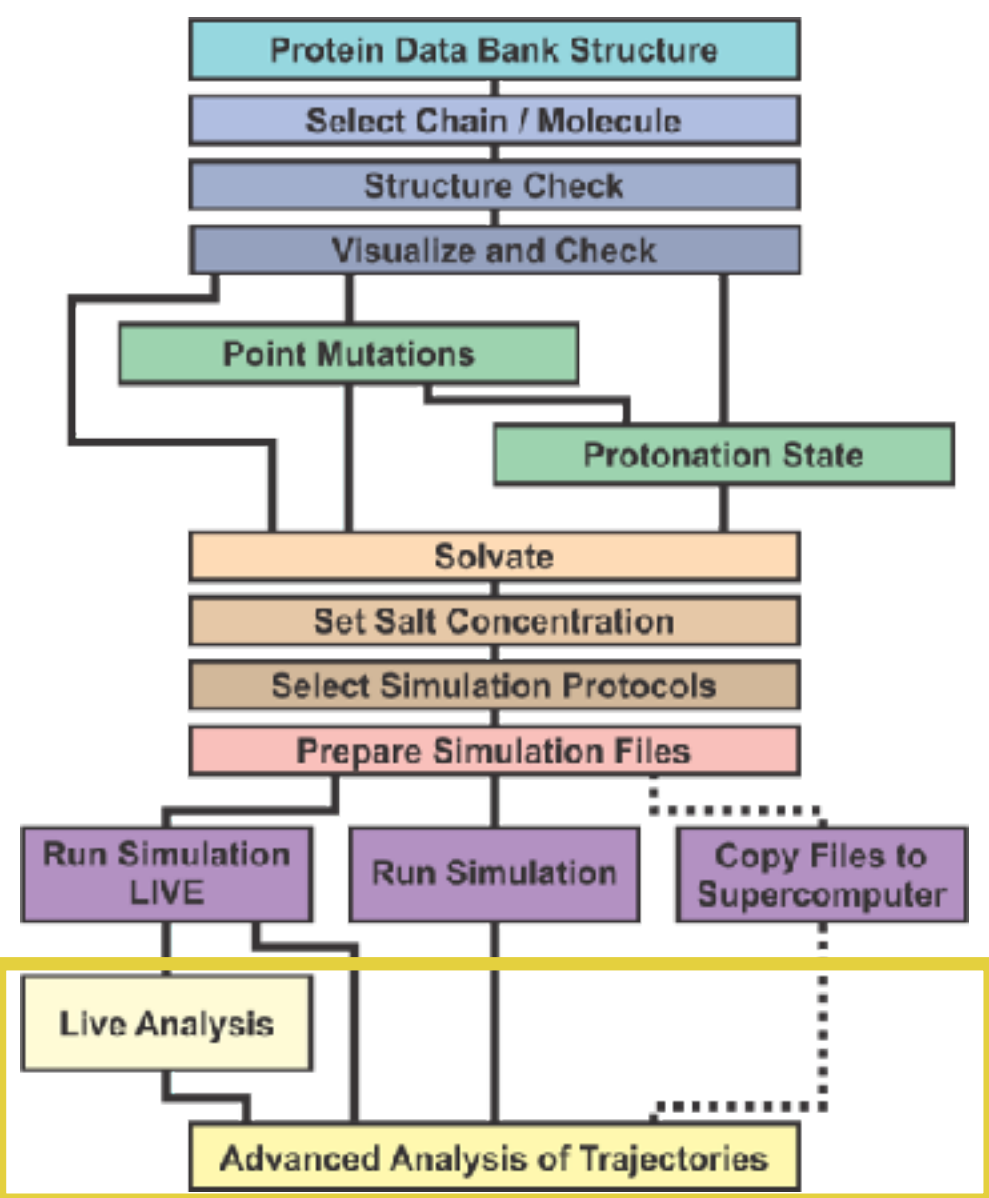 Protein Data Bank Structure
Select Chain / Molecule
Structure Check
Visualize and Check
Point Mutations
Protonation State
Solvate
Set Salt Concentration
Select Simulation Protocols
Prepare Simulation Files
Run Simulation
LIVE
Run Simulation
Copy Files to
Supercomputer
Live Analysis
Advanced Analysis of Trajectories